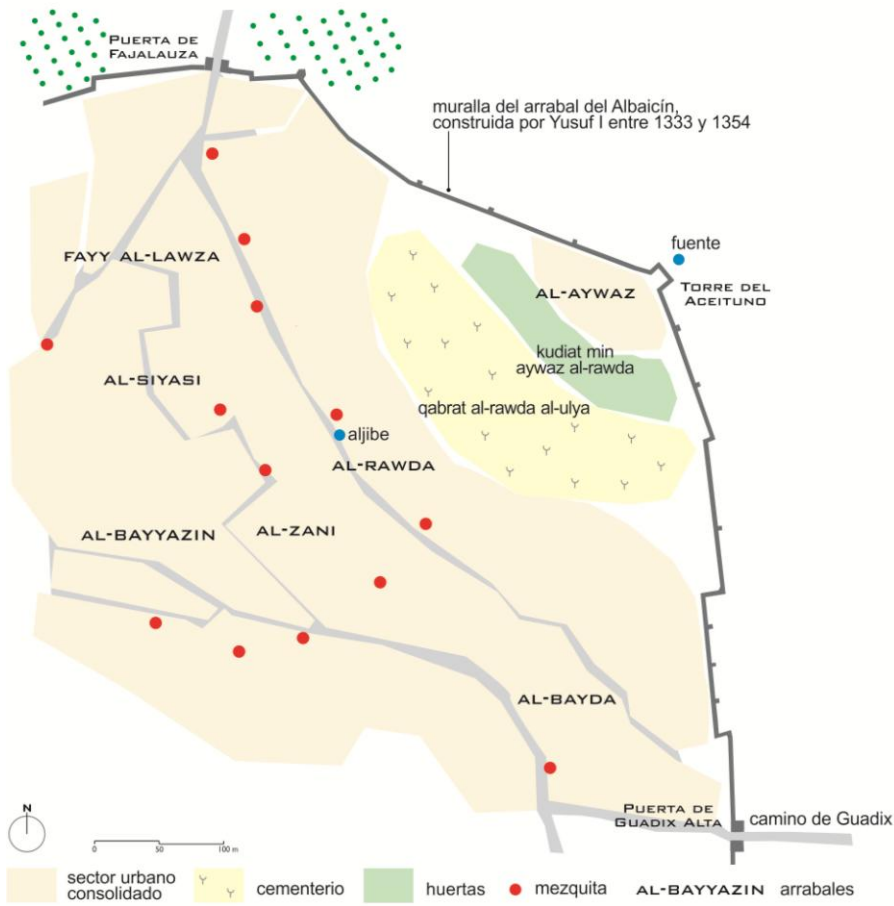 PUERTA DE
FAJALAUZA
muralla del arrabal del Albaicín,
construida por Yusuf I entre 1333 y 1354
fuente
FAYY AL-LAWZA
AL-AYWAZ
TORRE DEL
ACEITUNO
kudiat min
aywaz al-rawda
AL-SIYASI
qabrat al-rawda al-ulya
aljibe
AL-RAWDA
AL-BAYYAZIN
AL-ZANI
AL-BAYDA
PUERTA DE
GUADIX ALTA
camino de Guadix
N
0 50 100 m
sector urbano
consolidado
cementerio
huertas
mezquita
AL-BAYYAZIN arrabales